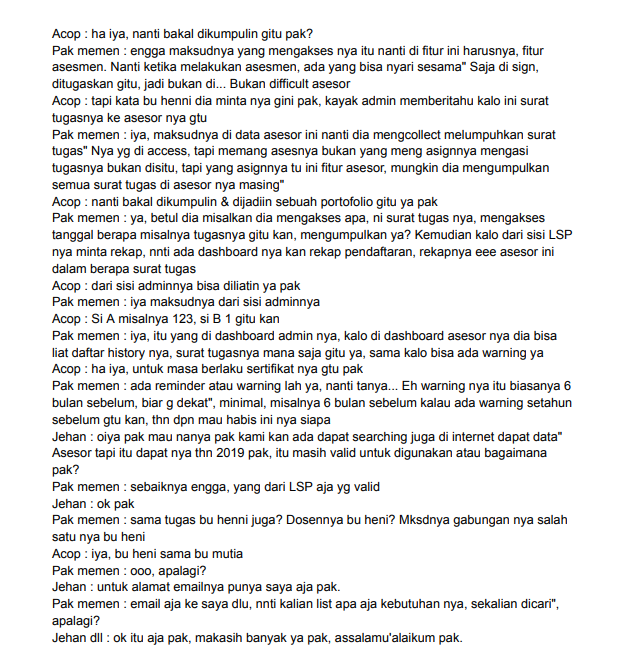 Acop : ha iya, nanti bakal dikumpulin gitu pak?
Pak memen : engga maksudnya yang mengakses nya itu nanti di fitur ini harusnya, fitur
asesmen. Nanti ketika melakukan asesmen, ada yang bisa nyari sesama" Saja di sign,
ditugaskan gitu, jadi bukan di... Bukan difficult asesor
Acop : tapi kata bu henni dia minta nya gini pak, kayak admin memberitahu kalo ini surat
tugasnya ke asesor nya gtu
Pak memen : iya, maksudnya di data asesor ini nanti dia mengcollect melumpuhkan surat
tugas" Nya yg di access, tapi memang asesnya bukan yang meng asignnya mengasi
tugasnya bukan disitu, tapi yang asignnya tu ini fitur asesor, mungkin dia mengumpulkan
semua surat tugas di asesor nya masing"
Acop : nanti bakal dikumpulin & dijadiin sebuah portofolio gitu ya pak
Pak memen : ya, betul dia misalkan dia mengakses apa, ni surat tugas nya, mengakses
tanggal berapa misalnya tugasnya gitu kan, mengumpulkan ya? Kemudian kalo dari sisi LSP
nya minta rekap, nnti ada dashboard nya kan rekap pendaftaran, rekapnya eee asesor ini
dalam berapa surat tugas
Acop : dari sisi adminnya bisa diliatin ya pak
Pak memen : iya maksudnya dari sisi adminnya
Acop : Si A misalnya 123, si B 1 gitu kan
Pak memen : iya, itu yang di dashboard admin nya, kalo di dashboard asesor nya dia bisa
liat daftar history nya, surat tugasnya mana saja gitu ya, sama kalo bisa ada warning ya
Acop : ha iya, untuk masa berlaku sertifikat nya gtu pak
Pak memen : ada reminder atau warning lah ya, nanti tanya... Eh warning nya itu biasanya 6
bulan sebelum, biar g dekat", minimal, misalnya 6 bulan sebelum kalau ada warning setahun
sebelum gtu kan, thn dpn mau habis ini nya siapa
Jehan : oiya pak mau nanya pak kami kan ada dapat searching juga di internet dapat data"
Asesor tapi itu dapat nya thn 2019 pak, itu masih valid untuk digunakan atau bagaimana
pak?
Pak memen : sebaiknya engga, yang dari LSP aja yg valid
Jehan : ok pak
Pak memen : sama tugas bu henni juga? Dosennya bu heni? Mksdnya gabungan nya salah
satu nya bu heni
Acop : iya, bu heni sama bu mutia
Pak memen : ooo, apalagi?
Jehan : untuk alamat emailnya punya saya aja pak.
Pak memen : email aja ke saya dlu, nnti kalian list apa aja kebutuhan nya, sekalian dicari",
apalagi?
Jehan dll : ok itu aja pak, makasih banyak ya pak, assalamu'alaikum pak.